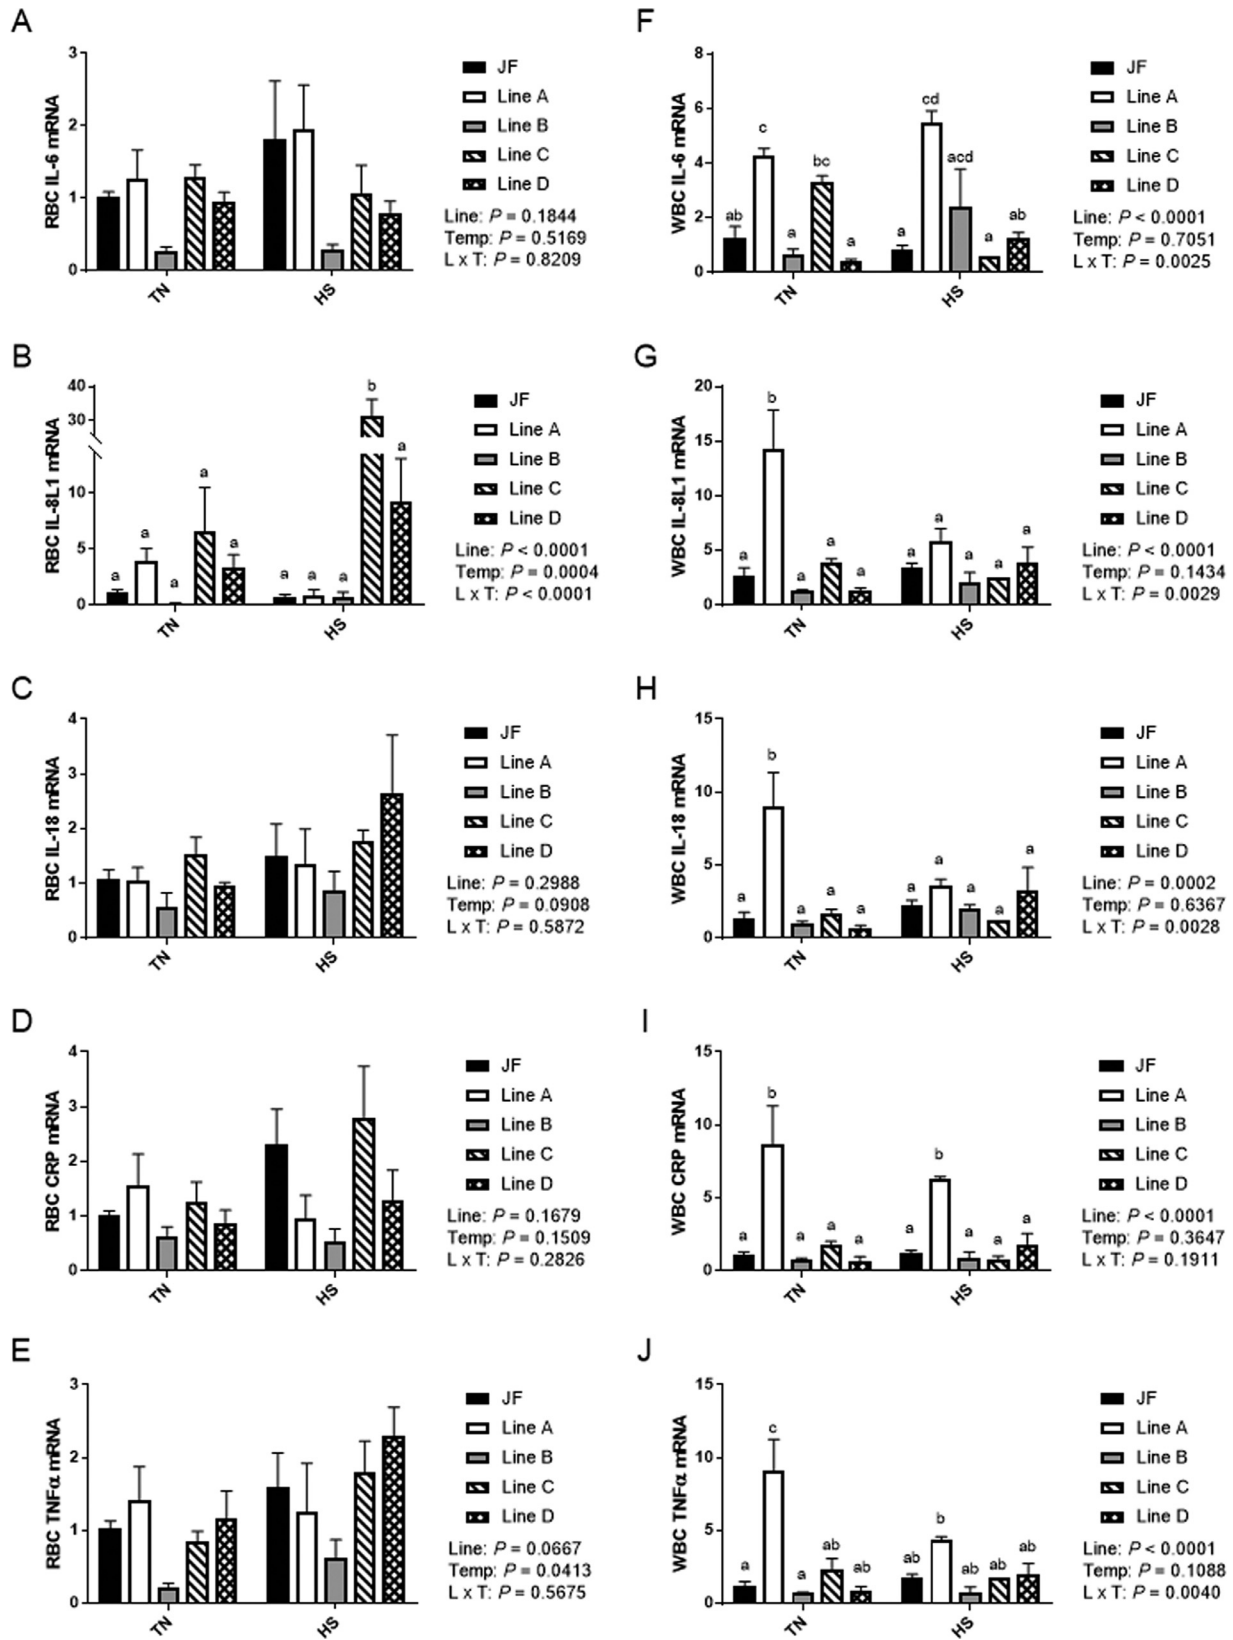 A
RBC IL-6 mRNA
3
2
1
0
a
TN
HS
JF
Line A
Line B
Line C
Line D
Line: P = 0.1844
Temp: P = 0.5169
L x T: P = 0.8209
F
WBC IL-6 mRNA
8
6
4
2
0
ab
c
a
bc
a
a
cd
acd
a
ab
TN
HS
JF
Line A
Line B
Line C
Line D
Line: P < 0.0001
Temp: P = 0.7051
L x T: P = 0.0025
B
RBC IL-8L1 mRNA
40
30
10
5
0
a
a
a
a
a
a
a
a
b
a
TN
HS
JF
Line A
Line B
Line C
Line D
Line: P < 0.0001
Temp: P = 0.0004
L x T: P < 0.0001
G
WBC IL-8L1 mRNA
20
15
10
5
0
a
b
a
a
a
a
a
a
a
a
TN
HS
JF
Line A
Line B
Line C
Line D
Line: P < 0.0001
Temp: P = 0.1434
L x T: P = 0.0029
C
RBC IL-18 mRNA
4
3
2
1
0
TN
HS
JF
Line A
Line B
Line C
Line D
Line: P = 0.2988
Temp: P = 0.0908
L x T: P = 0.5872
H
WBC IL-18 mRNA
15
10
5
0
a
b
a
a
a
a
a
a
a
a
TN
HS
JF
Line A
Line B
Line C
Line D
Line: P = 0.0002
Temp: P = 0.6367
L x T: P = 0.0028
D
RBC CRP mRNA
4
3
2
1
0
TN
HS
JF
Line A
Line B
Line C
Line D
Line: P = 0.1679
Temp: P = 0.1509
L x T: P = 0.2826
I
WBC CRP mRNA
15
10
5
0
a
b
a
a
a
a
b
a
a
a
TN
HS
JF
Line A
Line B
Line C
Line D
Line: P < 0.0001
Temp: P = 0.3647
L x T: P = 0.1911
E
RBC TNFα mRNA
3
2
1
0
TN
HS
JF
Line A
Line B
Line C
Line D
Line: P = 0.0667
Temp: P = 0.0413
L x T: P = 0.5675
J
WBC TNFα mRNA
15
10
5
0
a
c
a
ab
ab
ab
b
ab
ab
ab
TN
HS
JF
Line A
Line B
Line C
Line D
Line: P < 0.0001
Temp: P = 0.1088
L x T: P = 0.0040